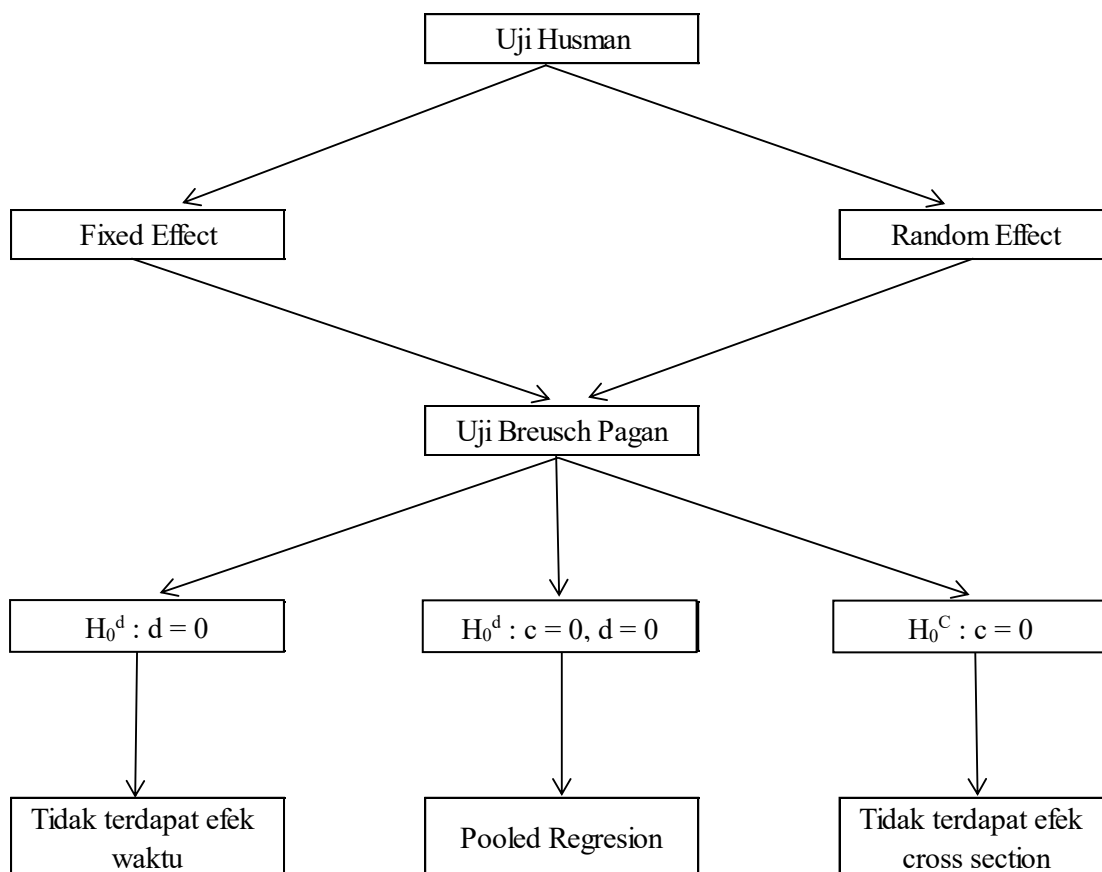 Uji Husman
Fixed Effect
Random Effect
Uji Breusch Pagan
H₀ᵈ : d = 0
H₀ᵈ : c = 0, d = 0
H₀ᶜ : c = 0
Tidak terdapat efek
waktu
Pooled Regresion
Tidak terdapat efek
cross section